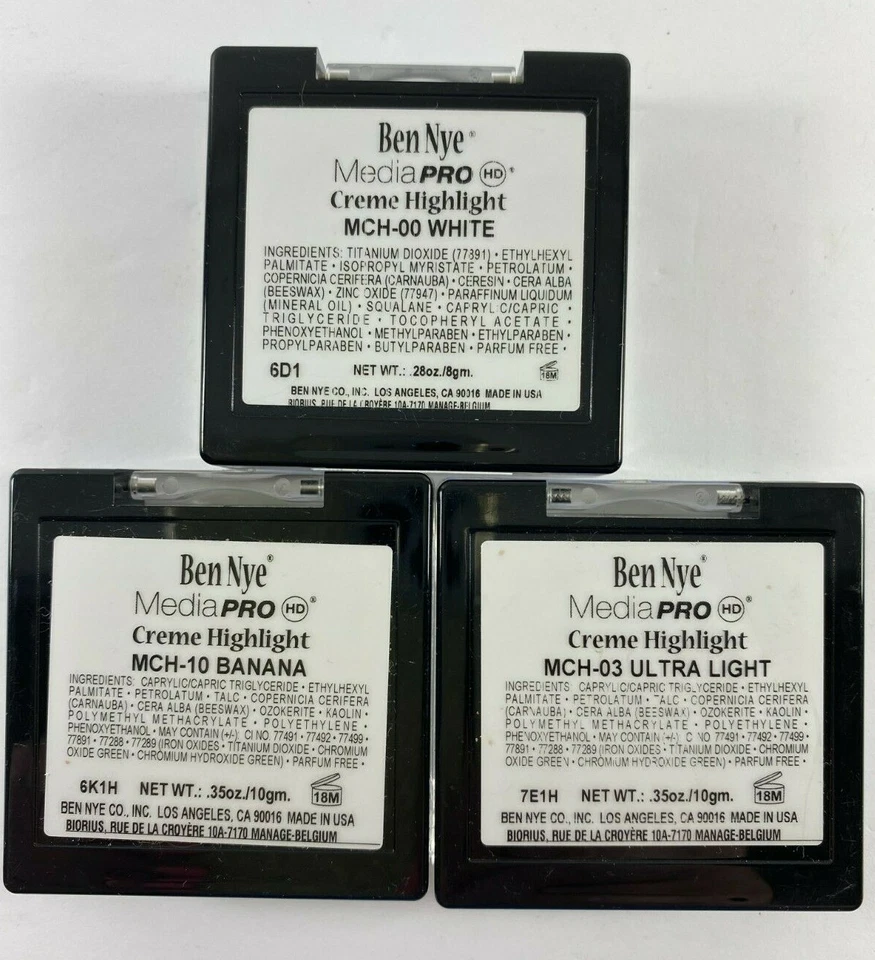 Ben Nye®
MediaPRO HD®
Creme Highlight
MCH-00 WHITE
INGREDIENTS: TITANIUM DIOXIDE (77891) • ETHYLHEXYL
PALMITATE • ISOPROPYL MYRISTATE • PETROLATUM •
COPERNICIA CERIFERA (CARNAUBA) • CERESIN • CERA ALBA
(BEESWAX) • ZINC OXIDE (77947) • PARAFFINUM LIQUIDUM
(MINERAL OIL) • SQUALANE • CAPRYLIC/CAPRIC •
TRIGLYCERIDE • TOCOPHERYL ACETATE •
PHENOXYETHANOL • METHYLPARABEN • ETHYLPARABEN •
PROPYLPARABEN • BUTYLPARABEN • PARFUM FREE •
6D1 NET WT.: .28oz./8gm. 18M
BEN NYE CO., INC. LOS ANGELES, CA 90016 MADE IN USA
BIORIUS, RUE DE LA CROYÈRE 10A-7170 MANAGE-BELGIUM
Ben Nye®
MediaPRO HD®
Creme Highlight
MCH-10 BANANA
INGREDIENTS: CAPRYLIC/CAPRIC TRIGLYCERIDE • ETHYLHEXYL
PALMITATE • PETROLATUM • TALC • COPERNICIA CERIFERA
(CARNAUBA) • CERA ALBA (BEESWAX) • OZOKERITE • KAOLIN •
POLYMETHYL METHACRYLATE • POLYETHYLENE •
PHENOXYETHANOL • MAY CONTAIN (+/-): CI NO 77491 • 77492 • 77499 •
77891 • 77288 • 77289 (IRON OXIDES • TITANIUM DIOXIDE • CHROMIUM
OXIDE GREEN • CHROMIUM HYDROXIDE GREEN) • PARFUM FREE •
6K1H NET WT.: .35oz./10gm. 18M
BEN NYE CO., INC. LOS ANGELES, CA 90016 MADE IN USA
BIORIUS, RUE DE LA CROYÈRE 10A-7170 MANAGE-BELGIUM
Ben Nye®
MediaPRO HD®
Creme Highlight
MCH-03 ULTRA LIGHT
INGREDIENTS: CAPRYLIC/CAPRIC TRIGLYCERIDE • ETHYLHEXYL
PALMITATE • PETROLATUM • TALC • COPERNICIA CERIFERA
(CARNAUBA) • CERA ALBA (BEESWAX) • OZOKERITE • KAOLIN •
POLYMETHYL METHACRYLATE • POLYETHYLENE •
PHENOXYETHANOL • MAY CONTAIN (+/-): CI NO 77491 • 77492 • 77499 •
77891 • 77288 • 77289 (IRON OXIDES • TITANIUM DIOXIDE • CHROMIUM
OXIDE GREEN • CHROMIUM HYDROXIDE GREEN) • PARFUM FREE •
7E1H NET WT.: .35oz./10gm. 18M
BEN NYE CO., INC. LOS ANGELES, CA 90016 MADE IN USA
BIORIUS, RUE DE LA CROYÈRE 10A-7170 MANAGE-BELGIUM